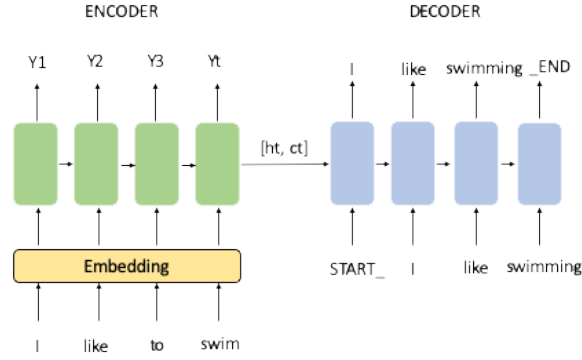 ENCODER DECODER
Y1 Y2 Y3 Yt I like swimming _END
[ht, ct]
Embedding START_ I like swimming
I like to swim